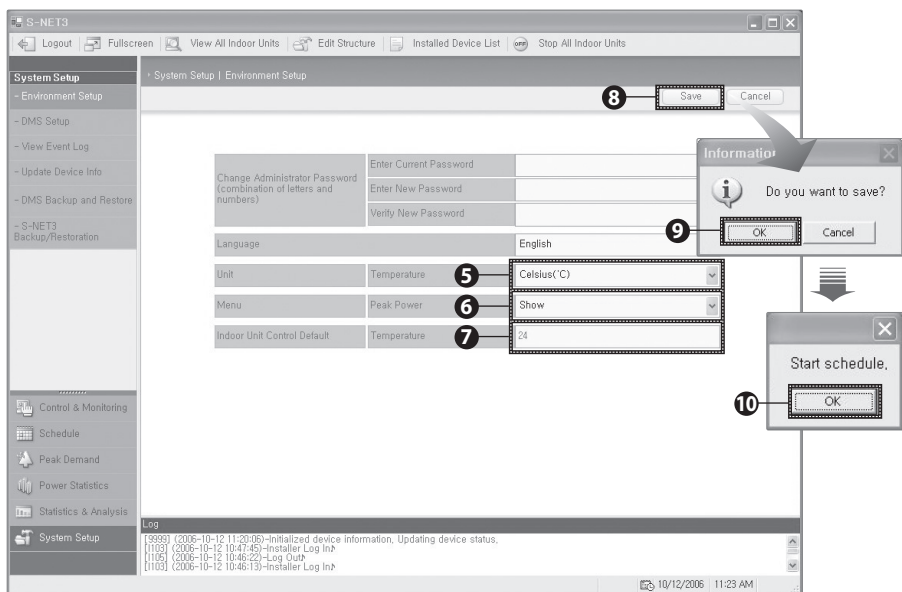 S-NET3
Logout Fullscreen View All Indoor Units Edit Structure Installed Device List OFF Stop All Indoor Units
System Setup
› System Setup | Environment Setup
- Environment Setup
8 Save Cancel
- DMS Setup
- View Event Log
- Update Device Info
- DMS Backup and Restore
- S-NET3
Backup/Restoration
Change Administrator Password
(combination of letters and
numbers)
Enter Current Password
Enter New Password
Verify New Password
Language English
Unit Temperature 5 Celsius(°C)
Menu Peak Power 6 Show
Indoor Unit Control Default Temperature 7 24
Information
Do you want to save?
9 OK Cancel
Start schedule,
10 OK
Control & Monitoring
Schedule
Peak Demand
Power Statistics
Statistics & Analysis
System Setup
Log
[9999] (2006-10-12 11:20:06)-Initialized device information, Updating device status,
[1103] (2006-10-12 10:47:45)-Installer Log In♪
[1105] (2006-10-12 10:46:22)-Log Out♪
[1103] (2006-10-12 10:46:13)-Installer Log In♪
10/12/2006 11:23 AM